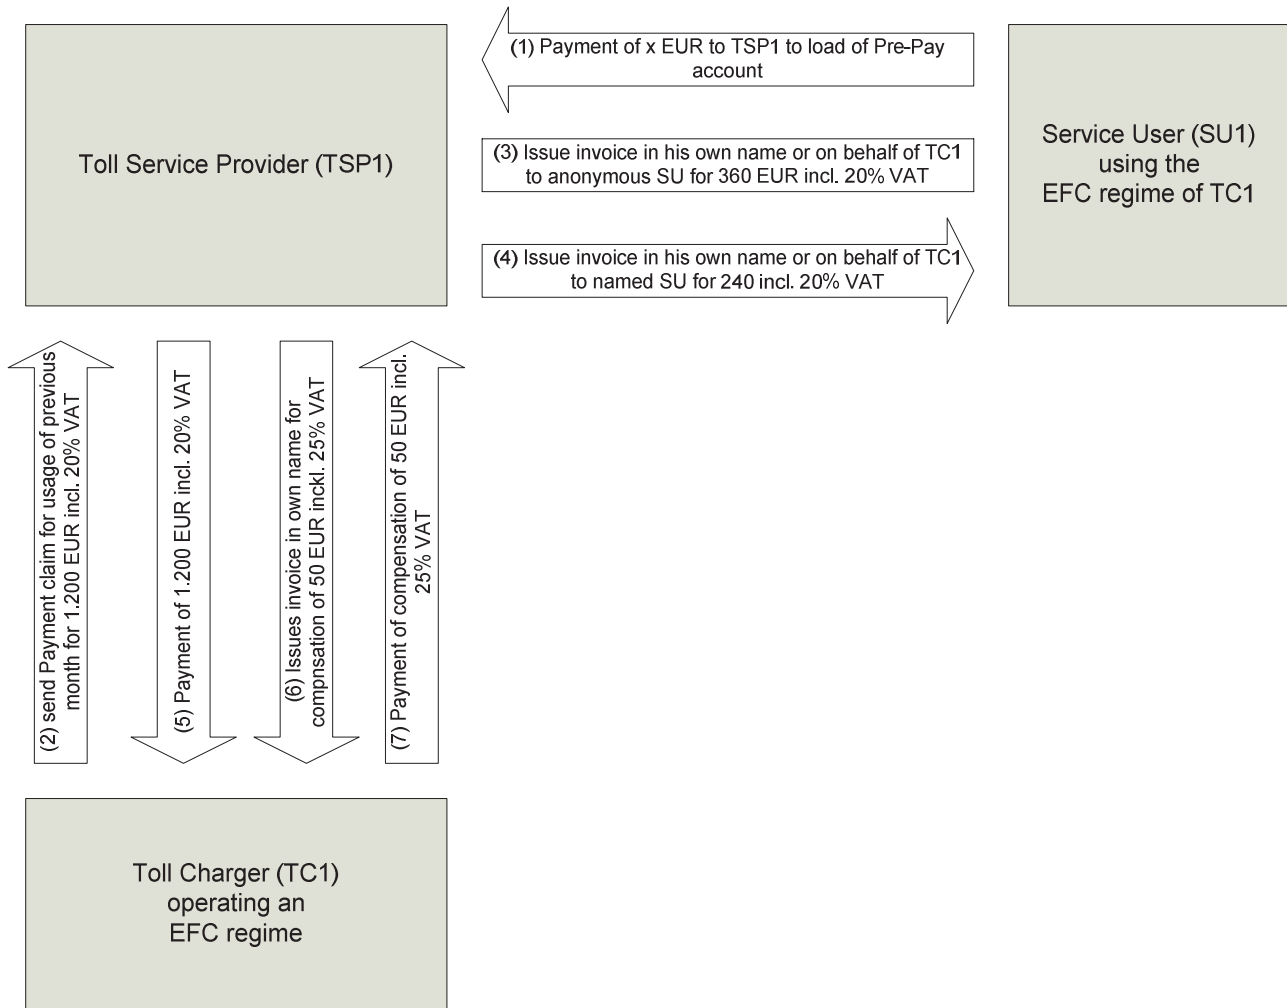 (1) Payment of x EUR to TSP1 to load of Pre-Pay
account
Toll Service Provider (TSP1)
(3) Issue invoice in his own name or on behalf of TC1
to anonymous SU for 360 EUR incl. 20% VAT
Service User (SU1)
using the
EFC regime of TC1
(4) Issue invoice in his own name or on behalf of TC1
to named SU for 240 incl. 20% VAT
(2) send Payment claim for usage of previous
month for 1.200 EUR incl. 20% VAT
(5) Payment of 1.200 EUR incl. 20% VAT
(6) Issues invoice in own name for
compnsation of 50 EUR inckl. 25% VAT
(7) Payment of compensation of 50 EUR incl.
25% VAT
Toll Charger (TC1)
operating an
EFC regime